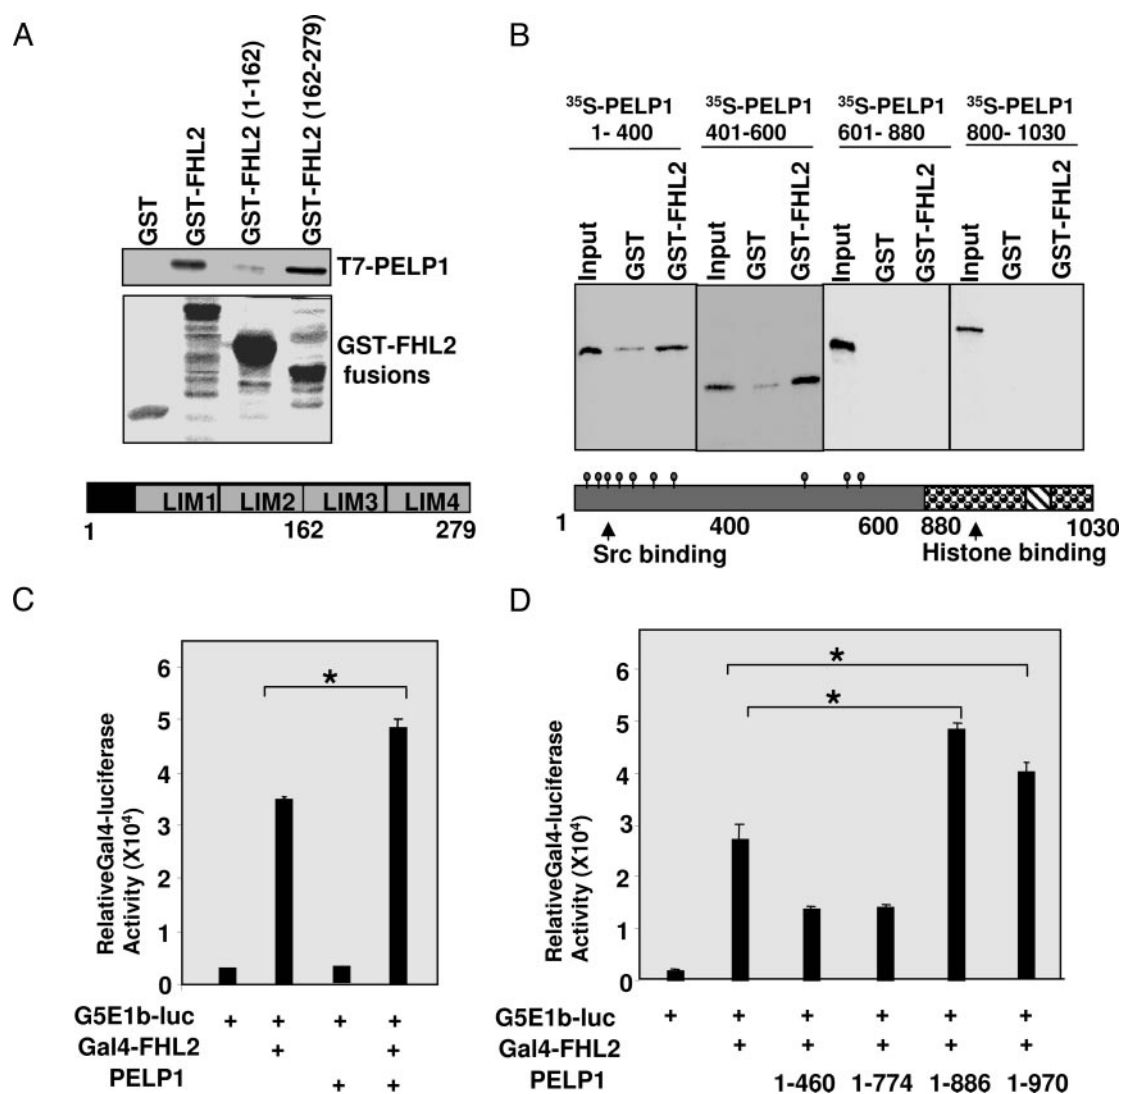 A
GST
GST-FHL2
GST-FHL2 (1-162)
GST-FHL2 (162-279)
T7-PELP1
GST-FHL2
fusions
LIM1 LIM2 LIM3 LIM4
1 162 279
B
35S-PELP1 35S-PELP1 35S-PELP1 35S-PELP1
1- 400 401-600 601- 880 800- 1030
Input GST GST-FHL2 Input GST GST-FHL2 Input GST GST-FHL2 Input GST GST-FHL2
1 400 600 880 1030
Src binding Histone binding
C
*
6
5
4
3
2
1
0
RelativeGal4-luciferase
Activity (X10⁴)
G5E1b-luc + + + +
Gal4-FHL2 + +
PELP1 + +
D
*
*
6
5
4
3
2
1
0
RelativeGal4-luciferase
Activity (X10⁴)
G5E1b-luc + + + + + +
Gal4-FHL2 + + + + +
PELP1 1-460 1-774 1-886 1-970